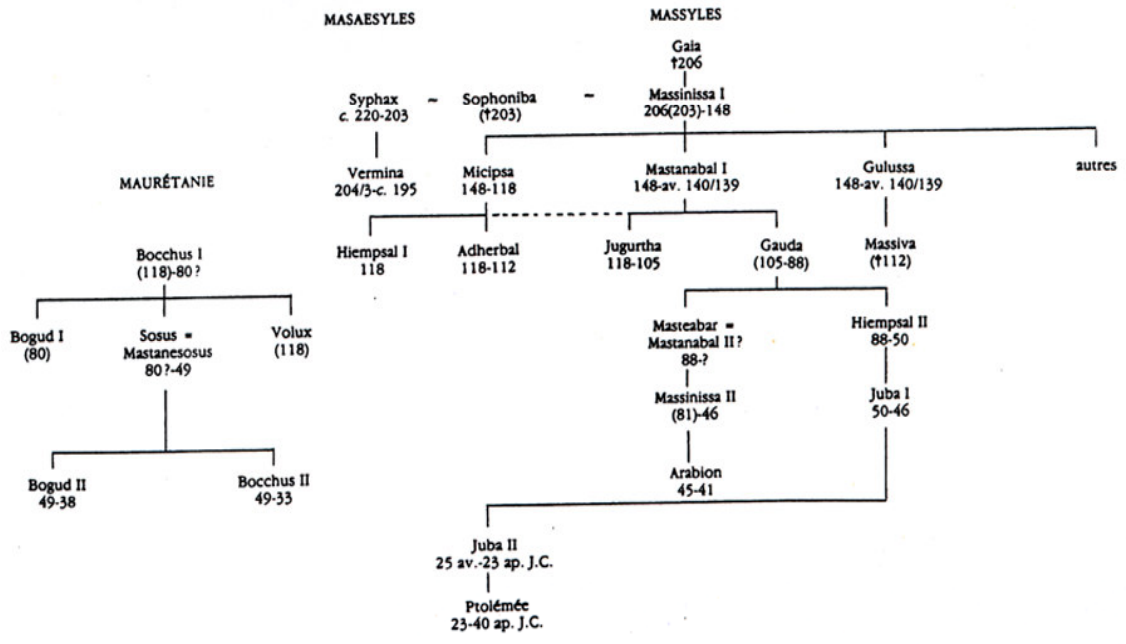 MASAESYLES
MASSYLES
Gaia
†206
Syphax ~ Sophoniba ~ Massinissa I
c. 220-203 (†203) 206(203)-148
MAURÉTANIE
Vermina
204/3-c. 195
Micipsa
148-118
Mastanabal I
148-av. 140/139
Gulussa
148-av. 140/139
autres
Bocchus I
(118)-80?
Hiempsal I
118
Adherbal
118-112
Jugurtha
118-105
Gauda
(105-88)
Massiva
(†112)
Bogud I
(80)
Sosus =
Mastanesosus
80?-49
Volux
(118)
Masteabar =
Mastanabal II?
88-?
Hiempsal II
88-50
Massinissa II
(81)-46
Juba I
50-46
Bogud II
49-38
Bocchus II
49-33
Arabion
45-41
Juba II
25 av.-23 ap. J.C.
Ptolémée
23-40 ap. J.C.